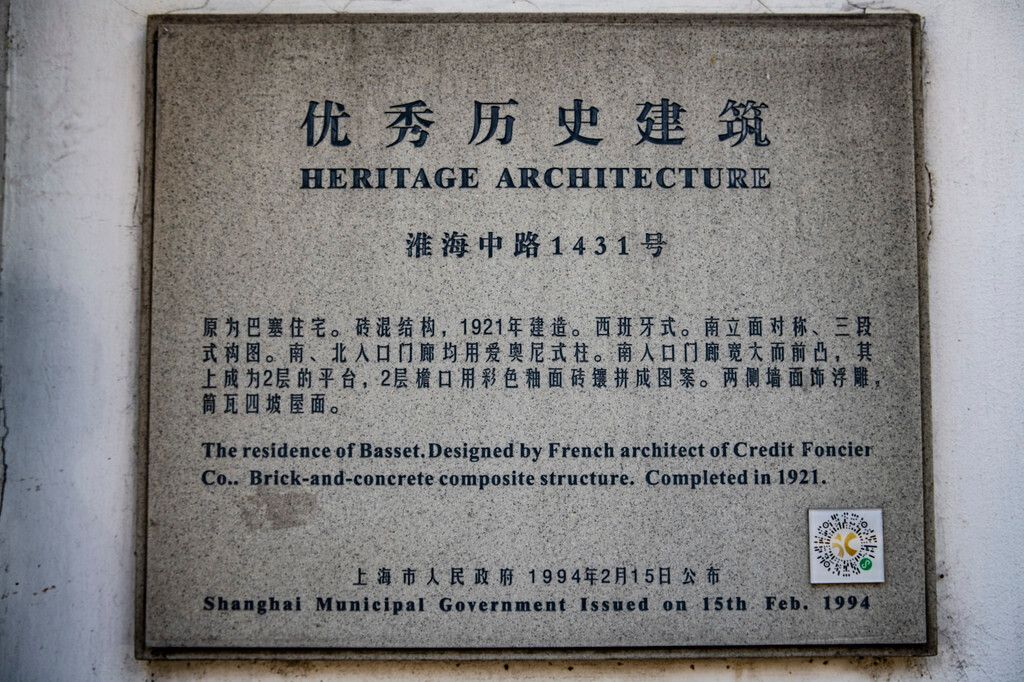 优秀历史建筑
HERITAGE ARCHITECTURE
淮海中路1431号
原为巴塞住宅。砖混结构，1921年建造。西班牙式。南立面对称、三段
式构图。南、北入口门廊均用爱奥尼式柱。南入口门廊宽大而前凸，其
上成为2层的平台，2层檐口用彩色釉面砖镶拼成图案。两侧墙面饰浮雕，
筒瓦四坡屋面。
The residence of Basset. Designed by French architect of Credit Foncier
Co.. Brick-and-concrete composite structure. Completed in 1921.
上海市人民政府 1994年2月15日公布
Shanghai Municipal Government Issued on 15th Feb. 1994